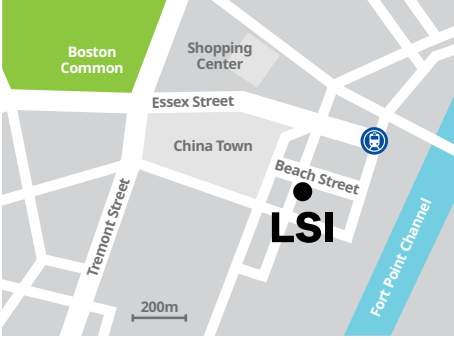 Boston
Common
Shopping
Center
Essex Street
China Town
Beach Street
LSI
Tremont Street
Fort Point Channel
200m